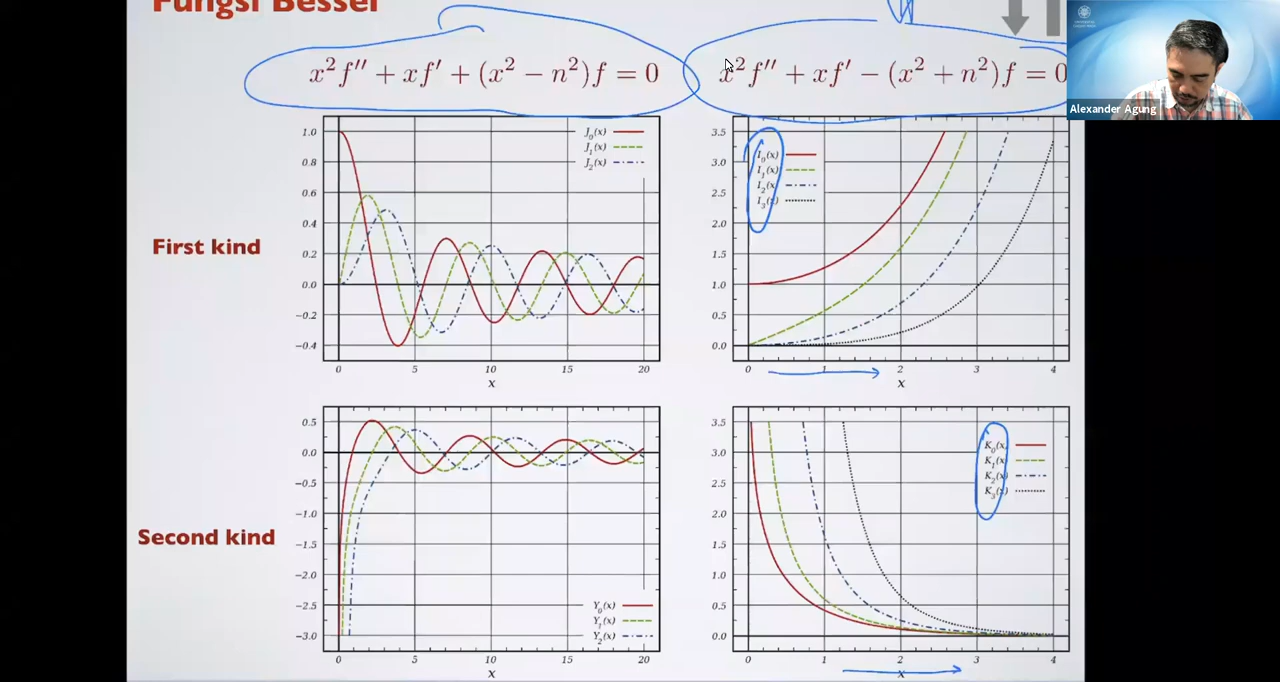 Fungsi Bessel
x²f″ + xf′ + (x² − n²)f = 0
x²f″ + xf′ − (x² + n²)f = 0
Alexander Agung
First kind
1.0
0.8
0.6
0.4
0.2
0.0
−0.2
−0.4
J₀(x)
J₁(x)
J₂(x)
0 5 10 15 20
x
3.5
3.0
2.5
2.0
1.5
1.0
0.5
0.0
I₀(x)
I₁(x)
I₂(x
I₃(x)
0 1 2 3 4
x
Second kind
0.5
0.0
−0.5
−1.0
−1.5
−2.0
−2.5
−3.0
Y₀(x)
Y₁(x)
Y₂(x)
0 5 10 15 20
x
3.5
3.0
2.5
2.0
1.5
1.0
0.5
0.0
K₀(x
K₁(x)
K₂(x)
K₃(x)
0 1 2 3 4
x